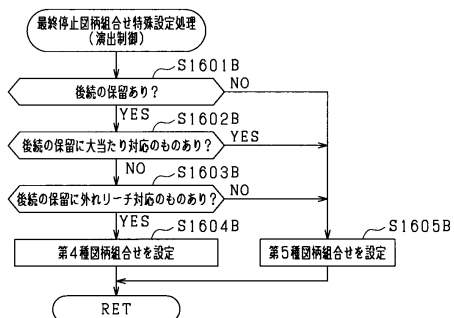 最終停止図柄組合せ特殊設定処理
(演出制御)
S1601B
後続の保留あり?
NO
YES
S1602B
後続の保留に大当たり対応のものあり?
YES
NO
S1603B
後続の保留に外れリーチ対応のものあり?
NO
YES
S1604B
第4種図柄組合せを設定
S1605B
第5種図柄組合せを設定
RET